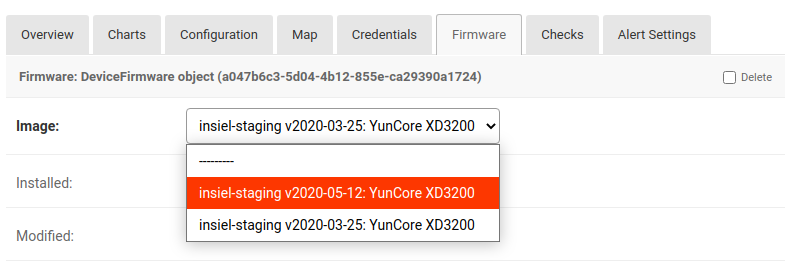 Overview Charts Configuration Map Credentials Firmware Checks Alert Settings
Firmware: DeviceFirmware object (a047b6c3-5d04-4b12-855e-ca29390a1724) Delete
Image: insiel-staging v2020-03-25: YunCore XD3200
---------
Installed: insiel-staging v2020-05-12: YunCore XD3200
insiel-staging v2020-03-25: YunCore XD3200
Modified: